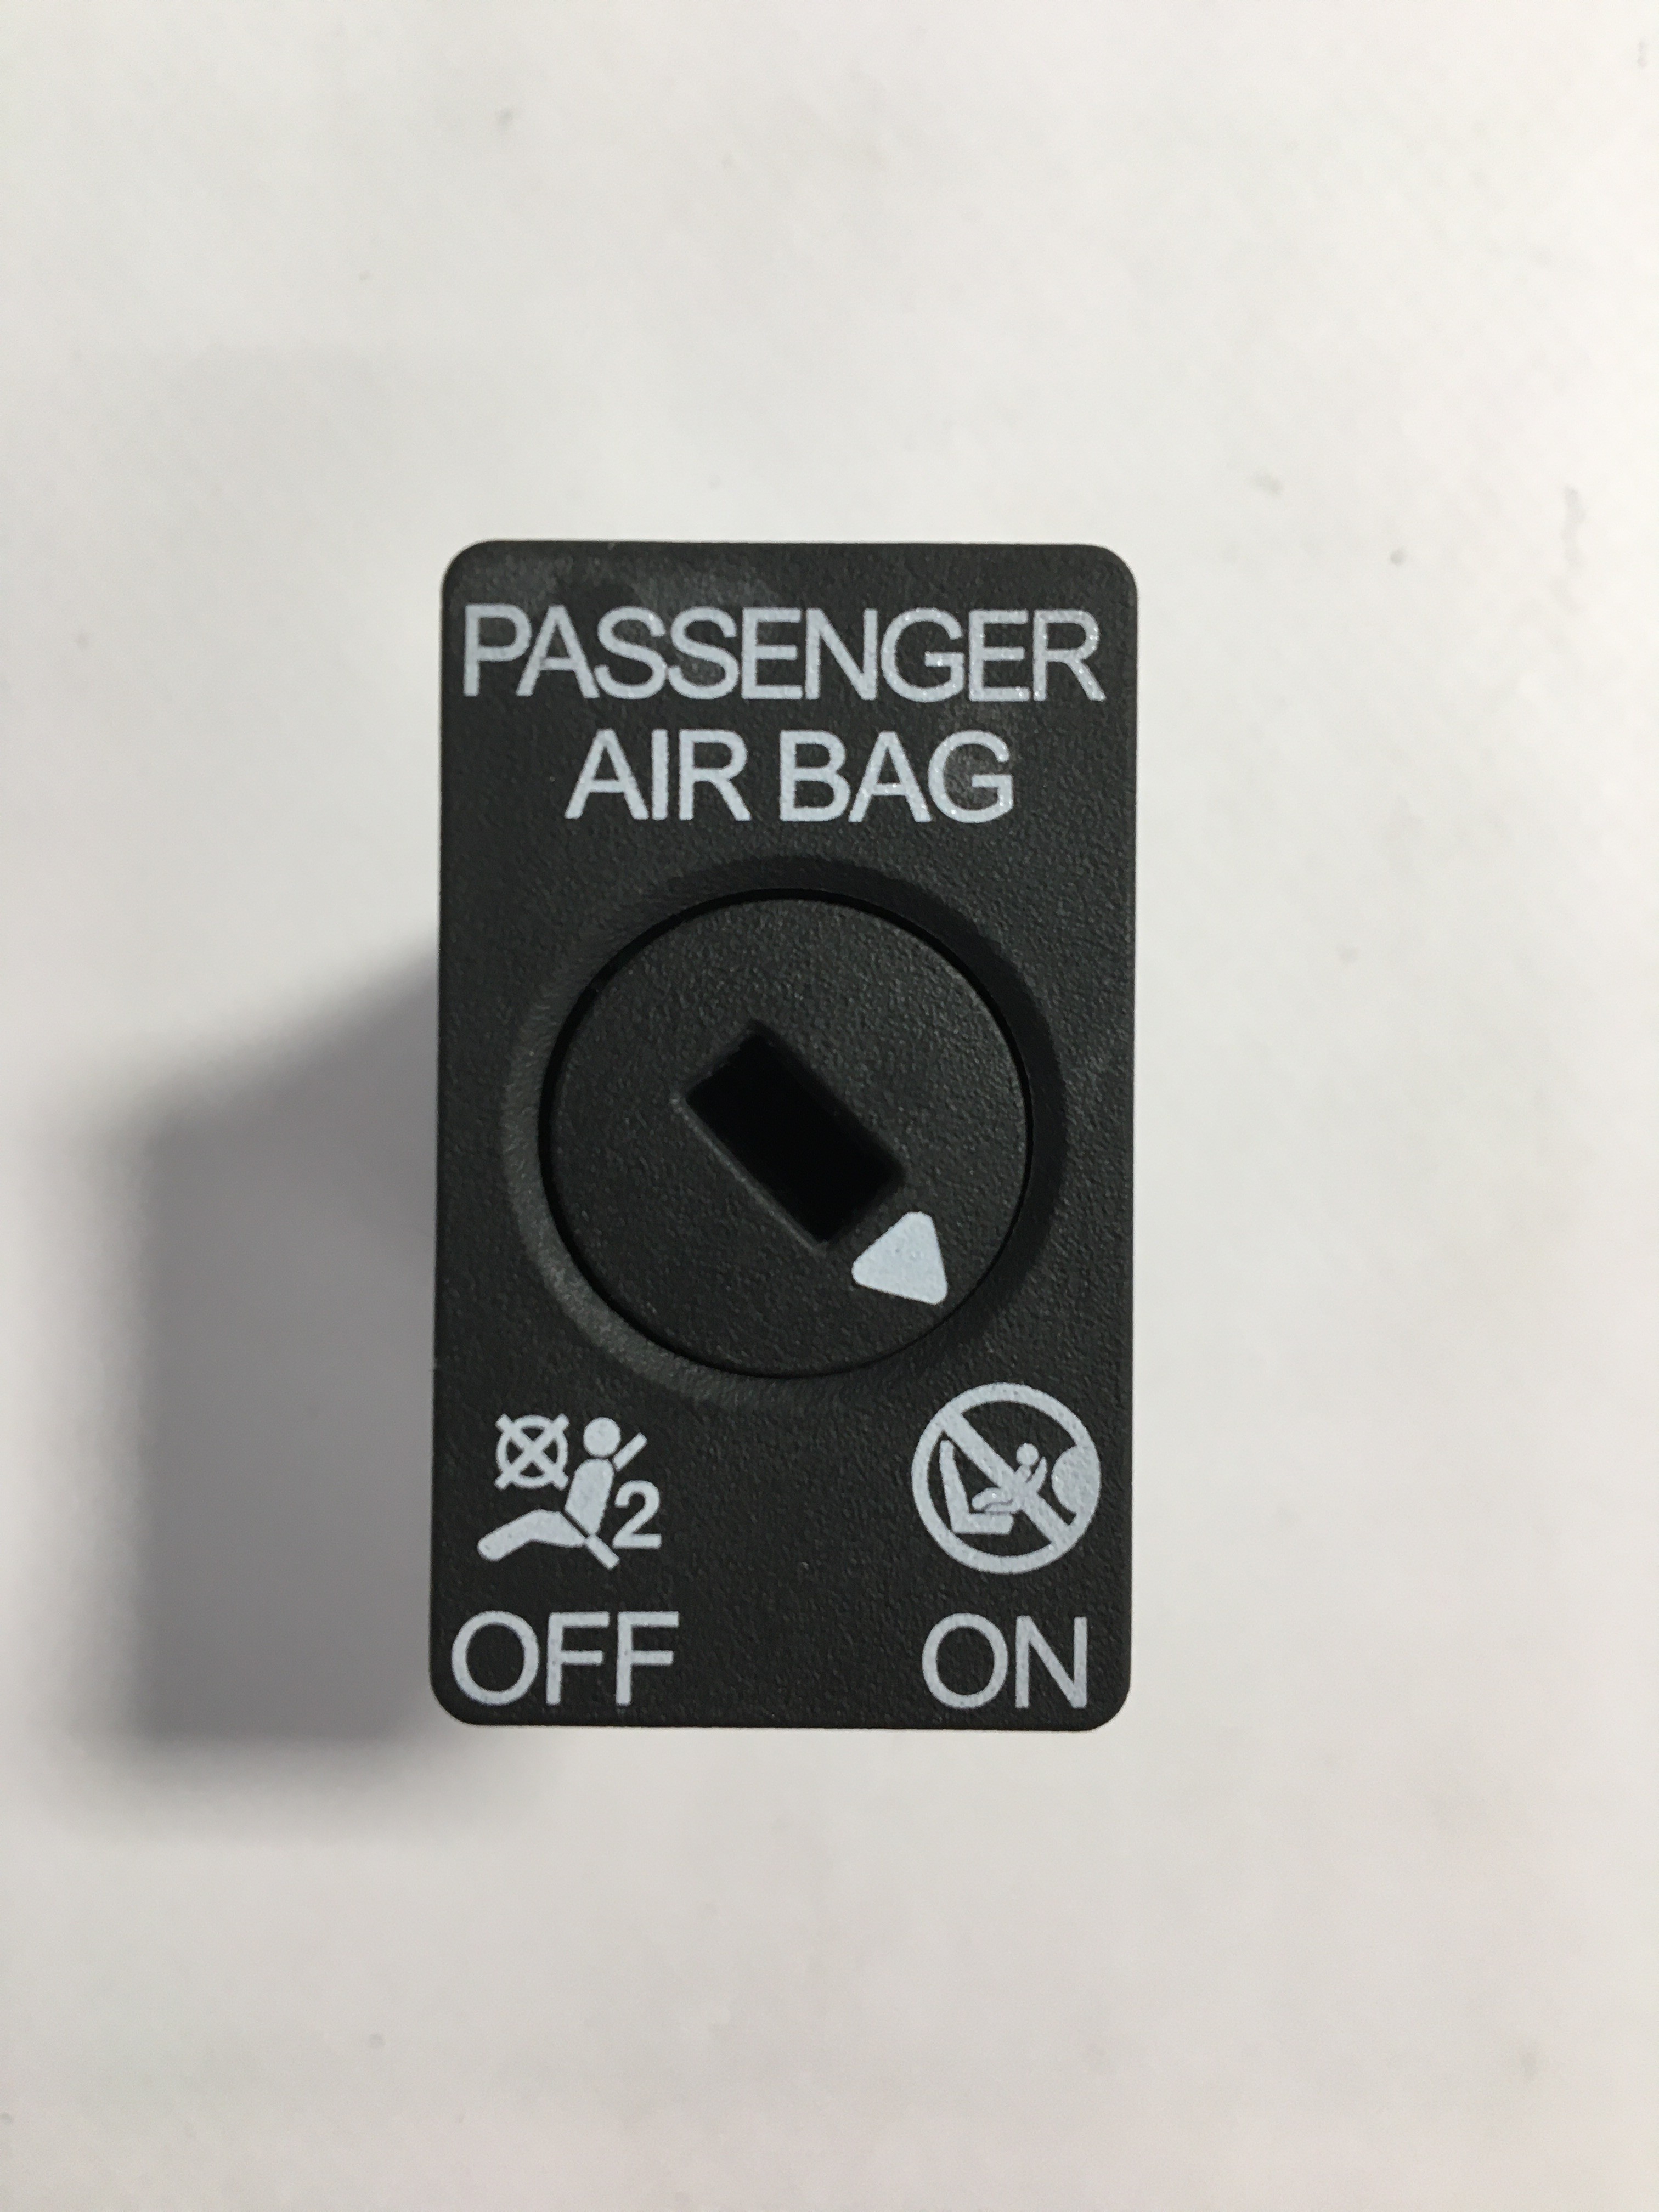 PASSENGER
AIR BAG
2
OFF ON